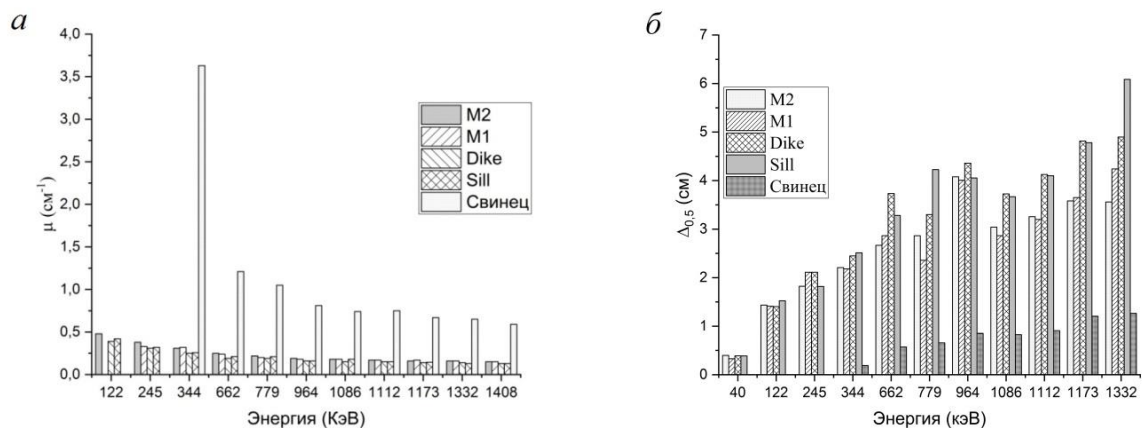 а
4,0
3,5
3,0
2,5
2,0
1,5
1,0
0,5
0,0
μ (см⁻¹)
M2
M1
Dike
Sill
Свинец
122 245 344 662 779 964 1086 1112 1173 1332 1408
Энергия (КэВ)
б
7
6
5
4
3
2
1
0
Δ0,5 (см)
M2
M1
Dike
Sill
Свинец
40 122 245 344 662 779 964 1086 1112 1173 1332
Энергия (кэВ)